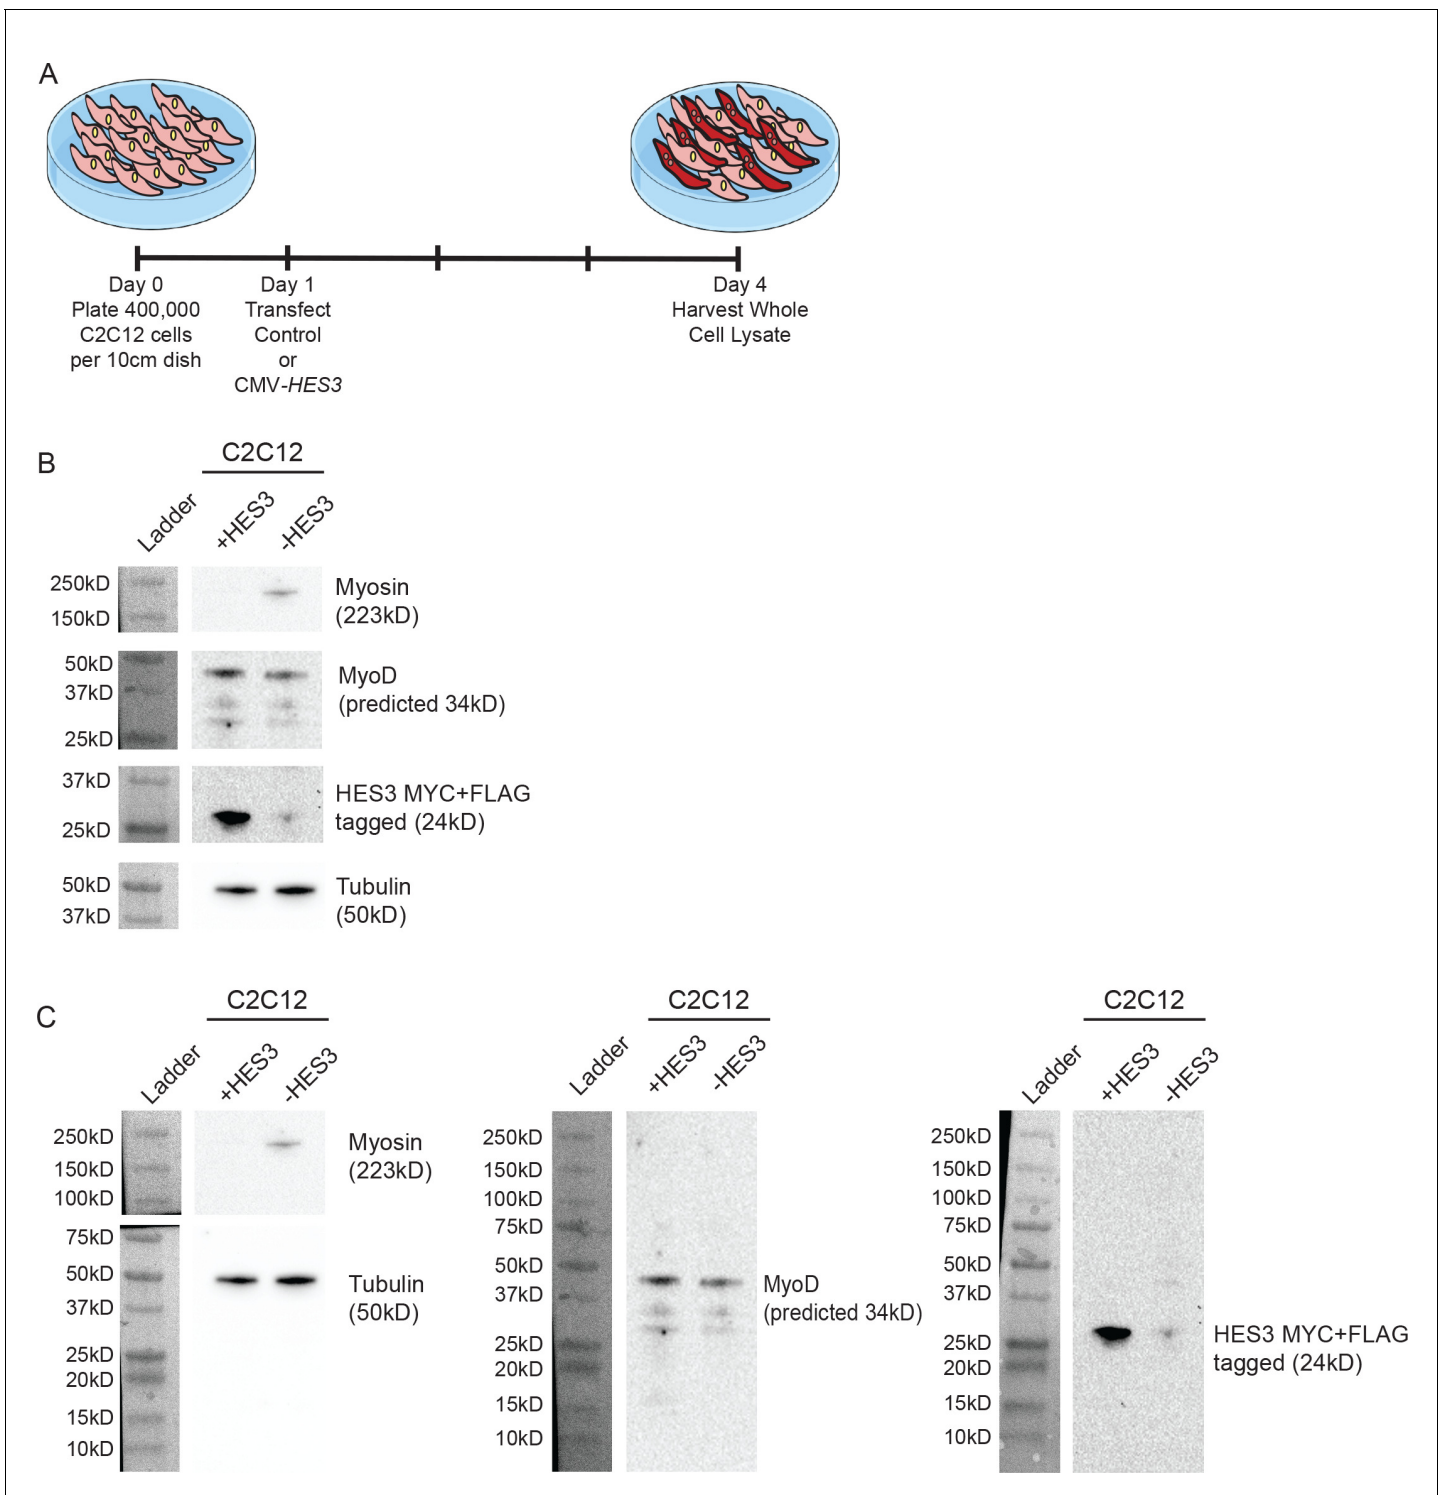 A
Day 0
Plate 400,000
C2C12 cells
per 10cm dish
Day 1
Transfect
Control
or
CMV-HES3
Day 4
Harvest Whole
Cell Lysate
B
C2C12
Ladder
+HES3
-HES3
250kD
150kD
Myosin
(223kD)
50kD
37kD
25kD
MyoD
(predicted 34kD)
37kD
25kD
HES3 MYC+FLAG
tagged (24kD)
50kD
37kD
Tubulin
(50kD)
C
C2C12
Ladder
+HES3
-HES3
250kD
150kD
100kD
Myosin
(223kD)
75kD
50kD
37kD
25kD
20kD
15kD
10kD
Tubulin
(50kD)
C2C12
Ladder
+HES3
-HES3
250kD
150kD
100kD
75kD
50kD
37kD
25kD
20kD
15kD
10kD
MyoD
(predicted 34kD)
C2C12
Ladder
+HES3
-HES3
250kD
150kD
100kD
75kD
50kD
37kD
25kD
20kD
15kD
10kD
HES3 MYC+FLAG
tagged (24kD)